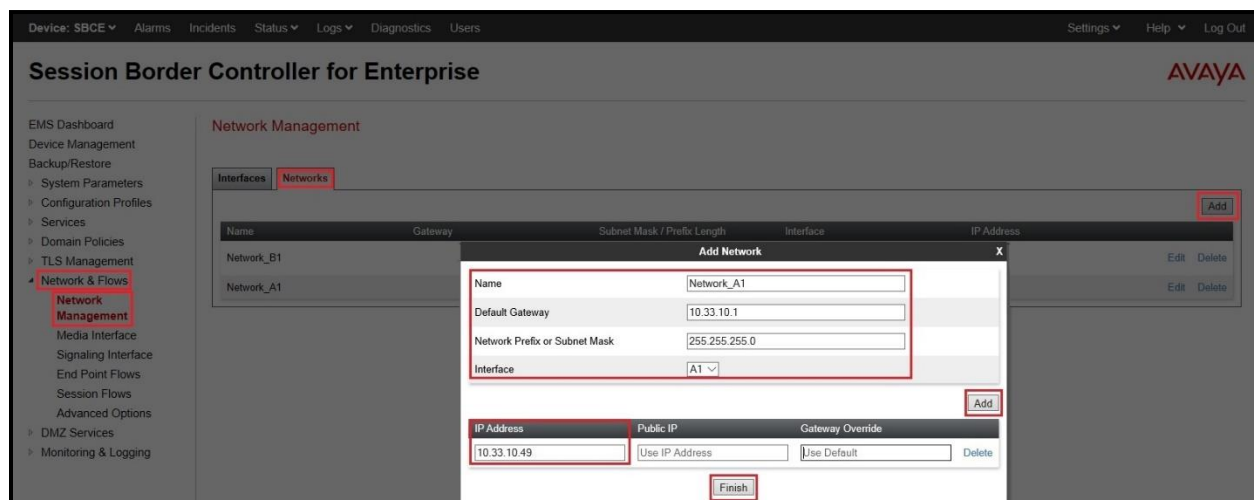 Device: SBCE Alarms Incidents Status Logs Diagnostics Users Settings Help Log Out
Session Border Controller for Enterprise
AVAYA
EMS Dashboard
Device Management
Backup/Restore
System Parameters
Configuration Profiles
Services
Domain Policies
TLS Management
Network & Flows
Network
Management
Media Interface
Signaling Interface
End Point Flows
Session Flows
Advanced Options
DMZ Services
Monitoring & Logging
Network Management
Interfaces Networks
Add
Name Gateway Subnet Mask / Prefix Length Interface IP Address
Network_B1 Edit Delete
Network_A1 Edit Delete
Add Network X
Name Network_A1
Default Gateway 10.33.10.1
Network Prefix or Subnet Mask 255.255.255.0
Interface A1
Add
IP Address Public IP Gateway Override
10.33.10.49 Use IP Address Use Default Delete
Finish